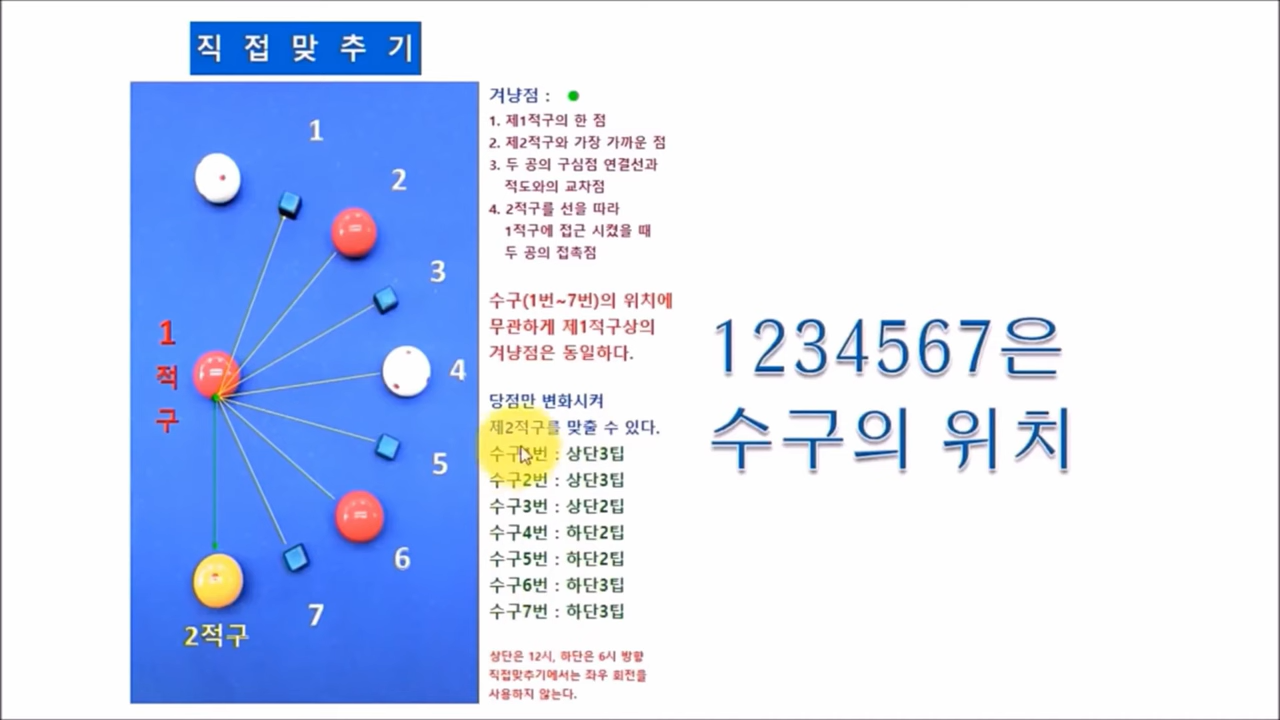 직접맞추기
1
2
3
4
5
6
7
1
적
구
2적구
겨냥점 :
1. 제1적구의 한 점
2. 제2적구와 가장 가까운 점
3. 두 공의 구심점 연결선과
적도와의 교차점
4. 2적구를 선을 따라
1적구에 접근 시켰을 때
두 공의 접촉점
수구(1번~7번)의 위치에
무관하게 제1적구상의
겨냥점은 동일하다.
당점만 변화시켜
제2적구를 맞출 수 있다.
수구1번 : 상단3팁
수구2번 : 상단3팁
수구3번 : 상단2팁
수구4번 : 하단2팁
수구5번 : 하단2팁
수구6번 : 하단3팁
수구7번 : 하단3팁
상단은 12시, 하단은 6시 방향
직접맞추기에서는 좌우 회전을
사용하지 않는다.
1234567은
수구의 위치